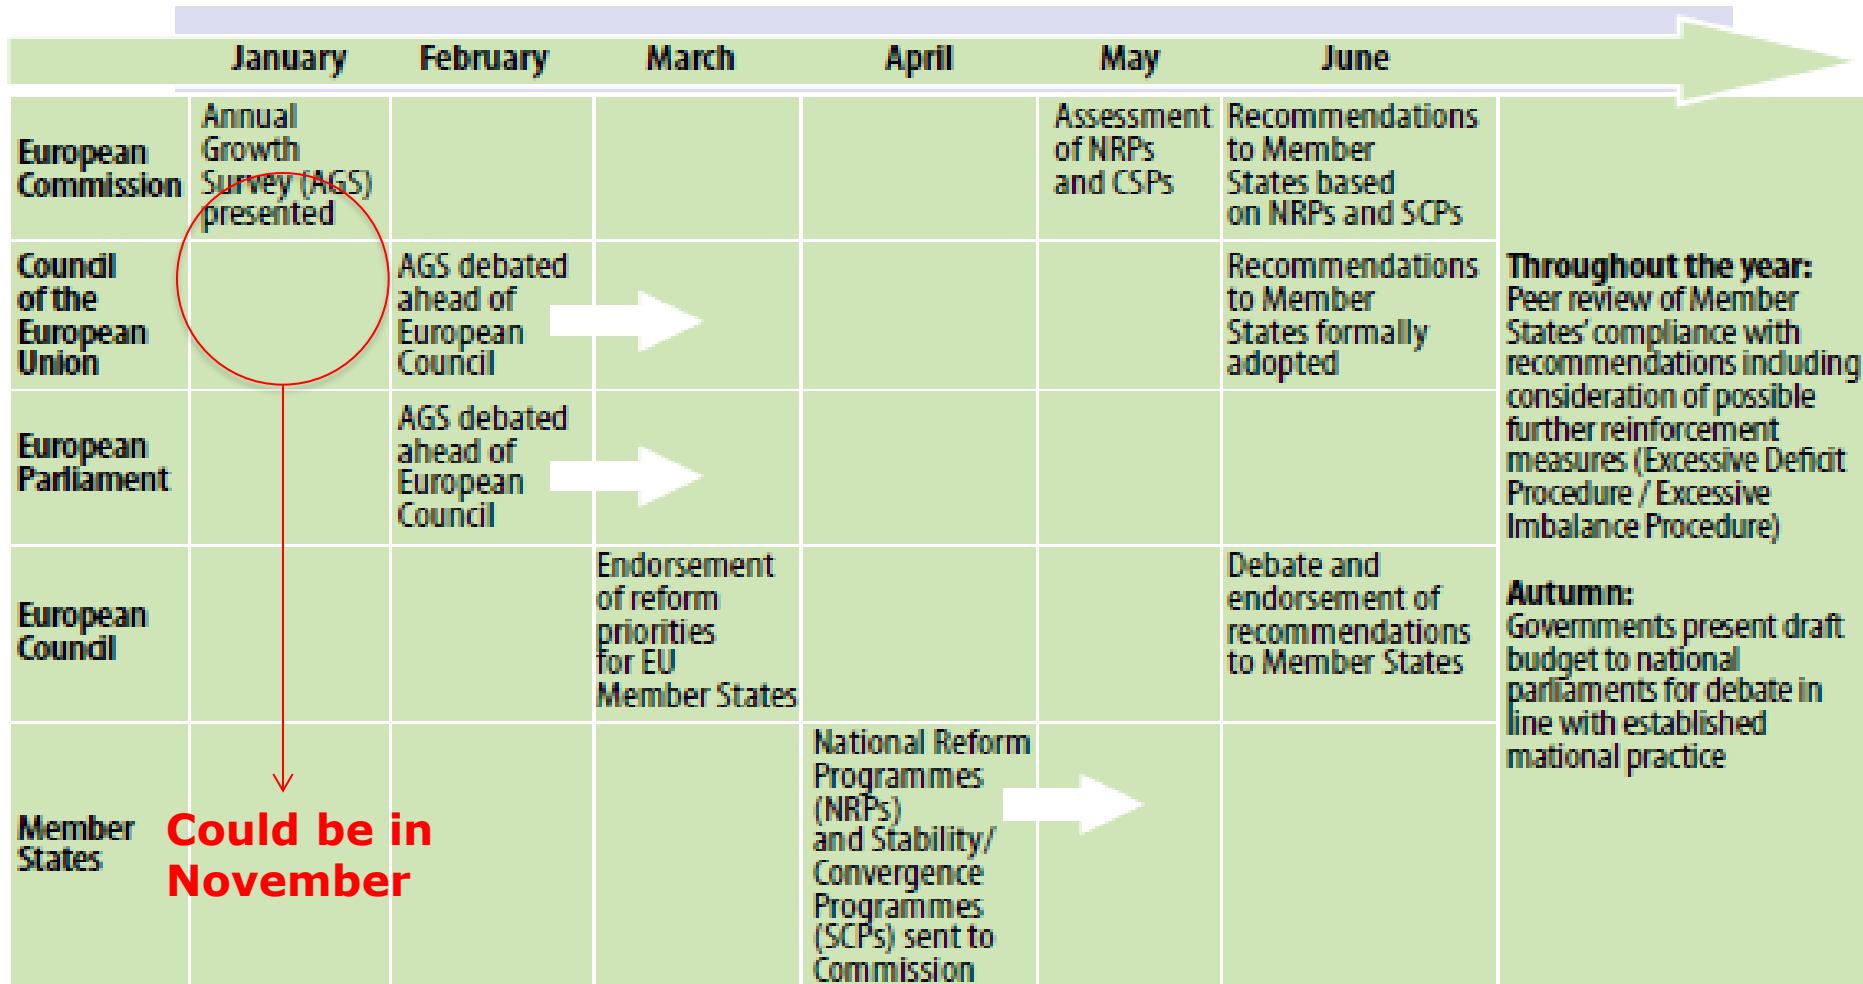 January February March April May June
European
Commission
Annual
Growth
Survey (AGS)
presented
Assessment
of NRPs
and CSPs
Recommendations
to Member
States based
on NRPs and SCPs
Council
of the
European
Union
AGS debated
ahead of
European
Council
Recommendations
to Member
States formally
adopted
European
Parliament
AGS debated
ahead of
European
Council
European
Council
Endorsement
of reform
priorities
for EU
Member States
Debate and
endorsement of
recommendations
to Member States
Member
States
Could be in
November
National Reform
Programmes
(NRPs)
and Stability/
Convergence
Programmes
(SCPs) sent to
Commission
Throughout the year:
Peer review of Member
States' compliance with
recommendations including
consideration of possible
further reinforcement
measures (Excessive Deficit
Procedure / Excessive
Imbalance Procedure)
Autumn:
Governments present draft
budget to national
parliaments for debate in
line with established
mational practice